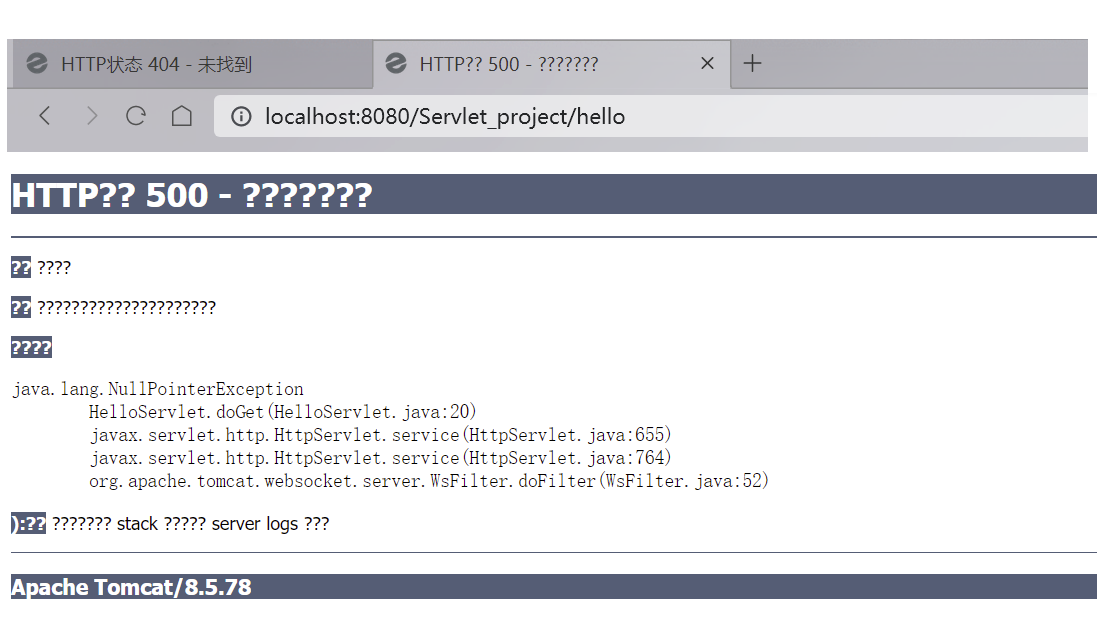 HTTP状态 404 - 未找到
HTTP?? 500 - ???????
localhost:8080/Servlet_project/hello
HTTP?? 500 - ???????
?? ????
?? ?????????????????????
????
java.lang.NullPointerException
HelloServlet.doGet(HelloServlet.java:20)
javax.servlet.http.HttpServlet.service(HttpServlet.java:655)
javax.servlet.http.HttpServlet.service(HttpServlet.java:764)
org.apache.tomcat.websocket.server.WsFilter.doFilter(WsFilter.java:52)
):?? ??????? stack ????? server logs ???
Apache Tomcat/8.5.78